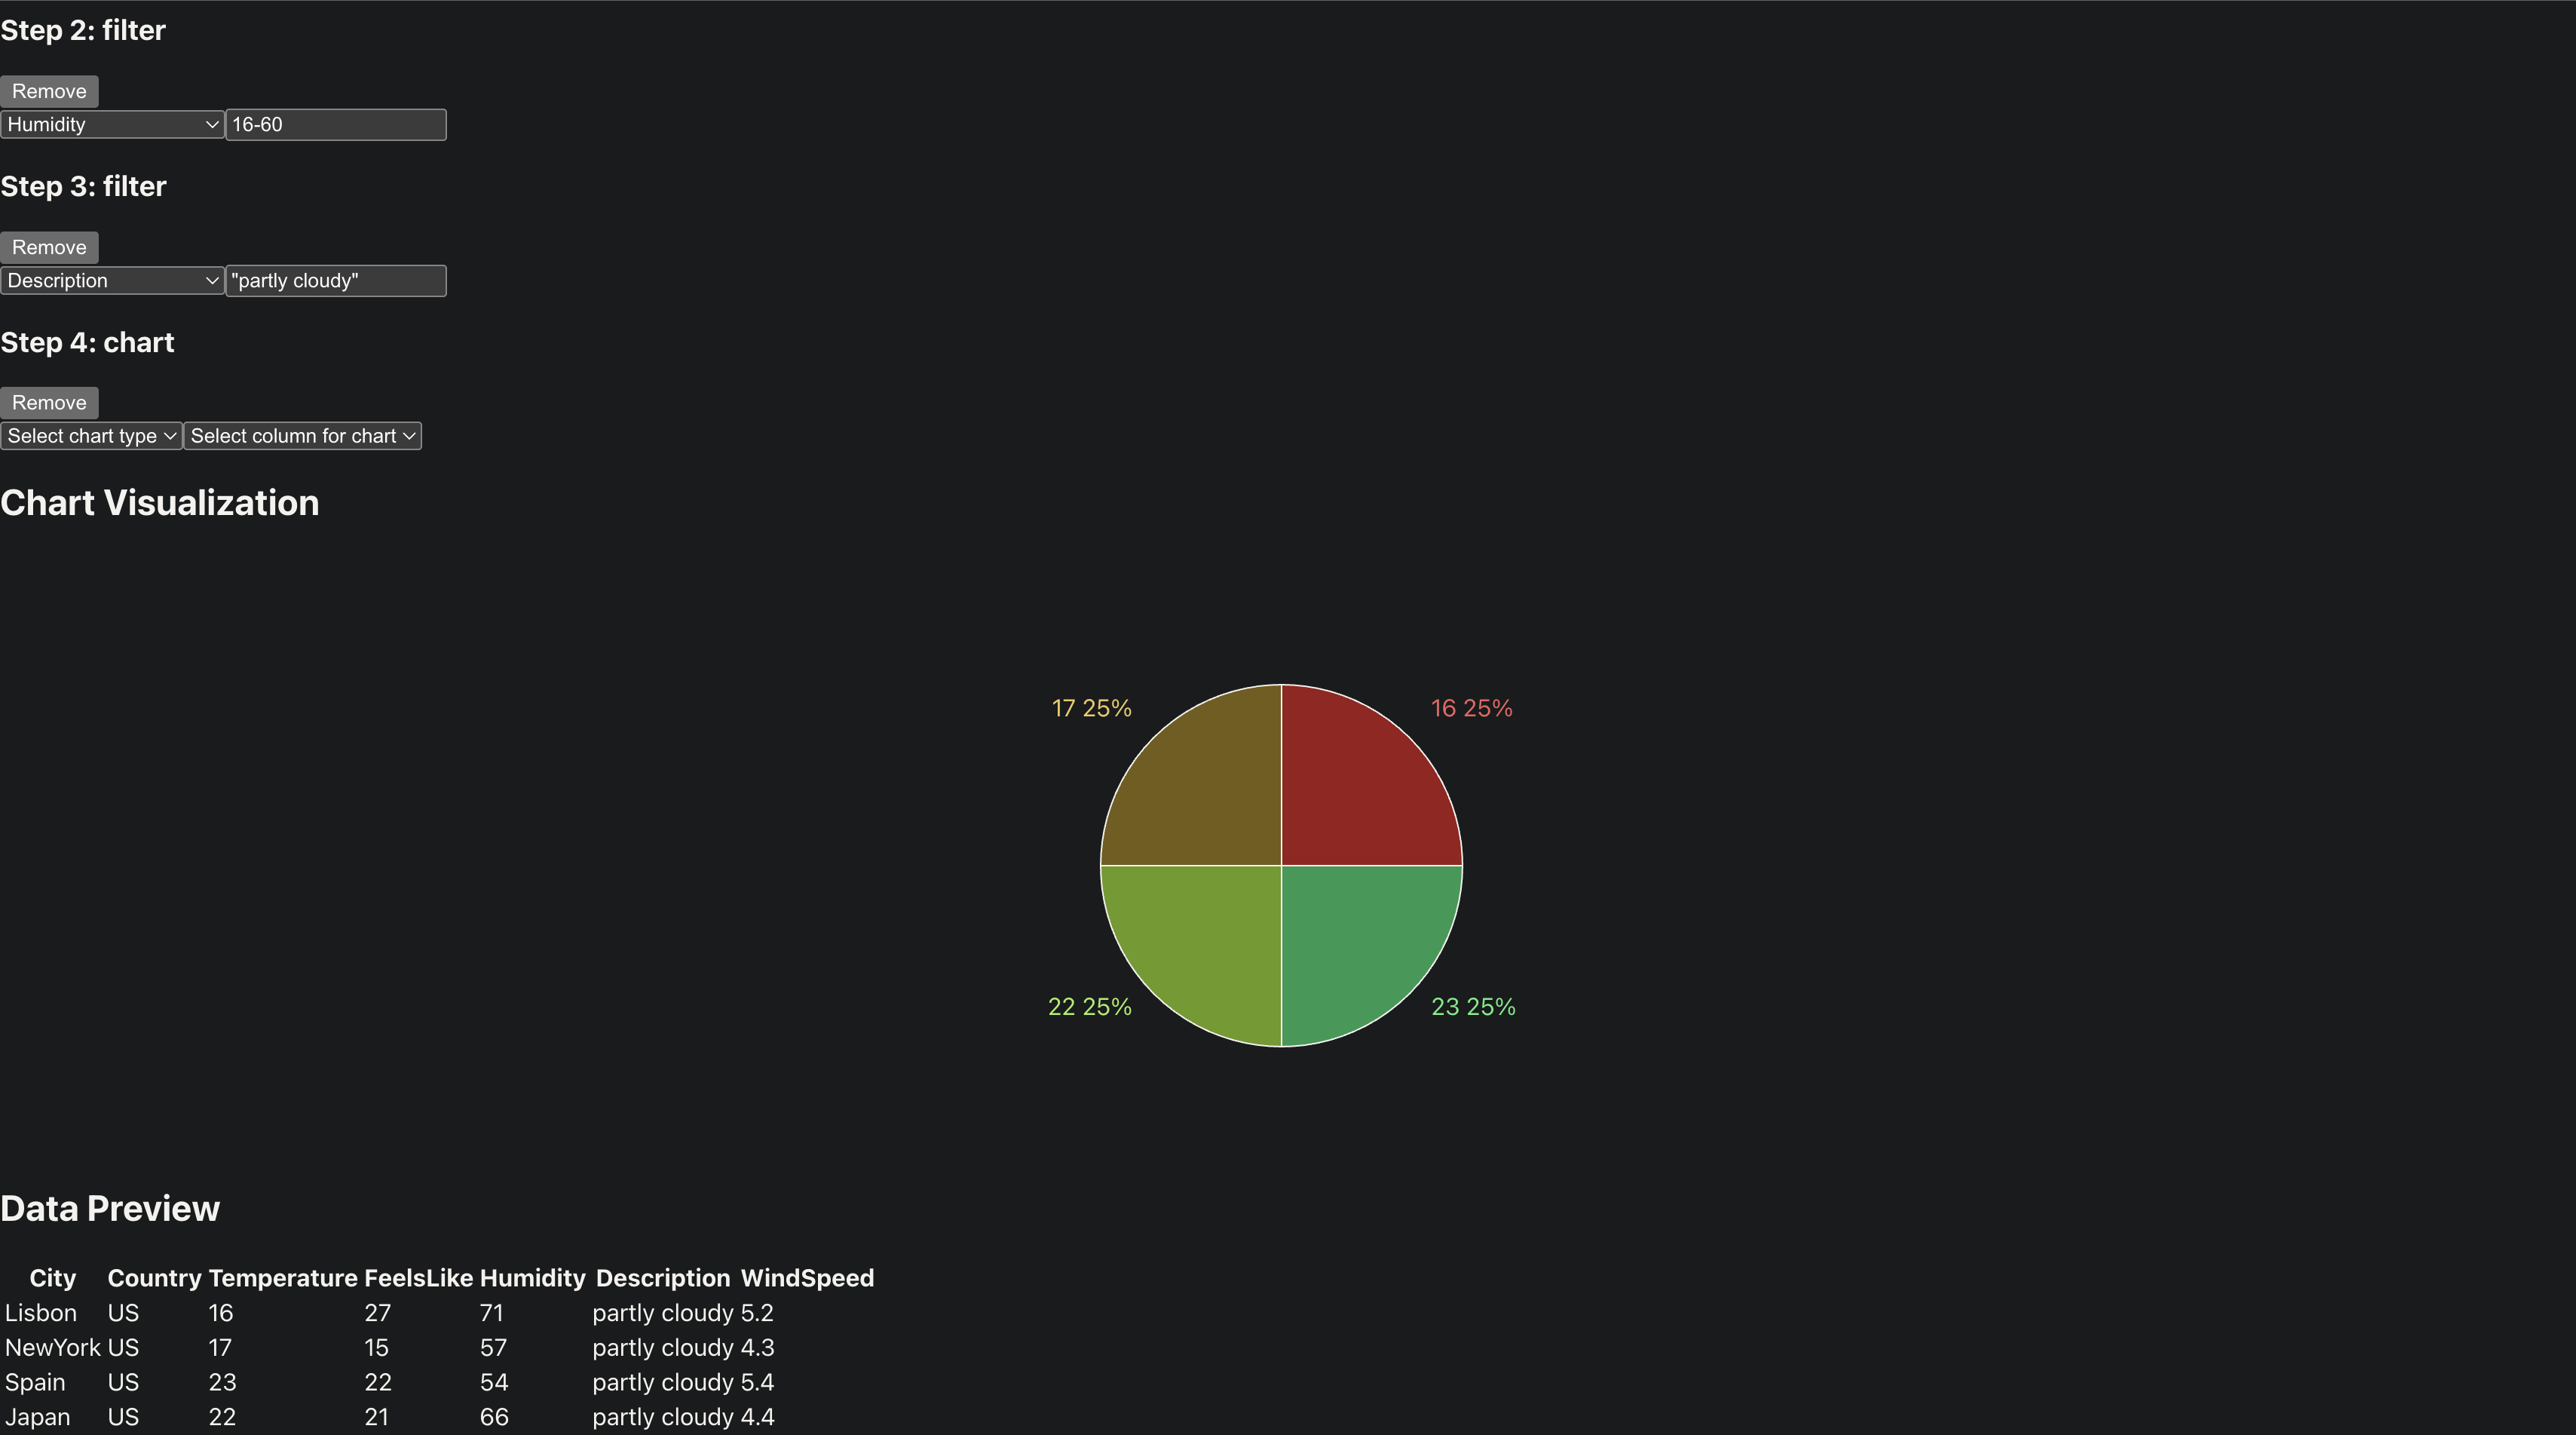 Step 2: filter
Remove
Humidity 16-60
Step 3: filter
Remove
Description "partly cloudy"
Step 4: chart
Remove
Select chart type Select column for chart
Chart Visualization
17 25% 16 25%
22 25% 23 25%
Data Preview
City Country Temperature FeelsLike Humidity Description WindSpeed
Lisbon US 16 27 71 partly cloudy 5.2
NewYork US 17 15 57 partly cloudy 4.3
Spain US 23 22 54 partly cloudy 5.4
Japan US 22 21 66 partly cloudy 4.4